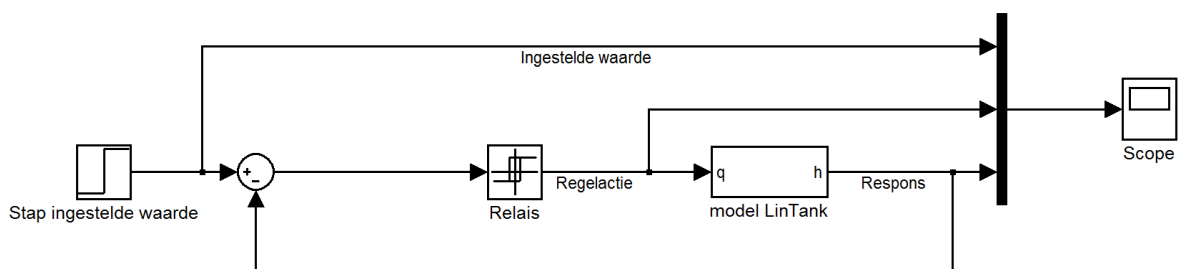 Ingestelde waarde
Stap ingestelde waarde
+
−
Relais
Regelactie
q
h
model LinTank
Respons
Scope